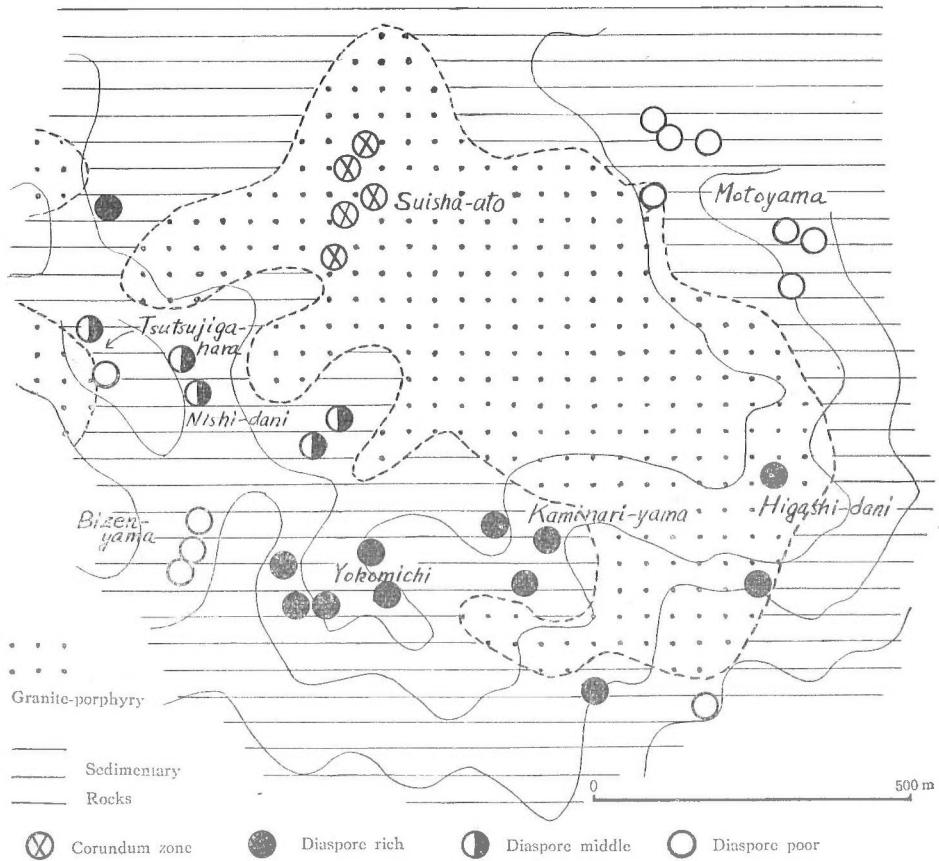 Suisha-ato
Motoyama
Tsutsujiga-
hara
Nishi-dani
Bizen-
yama
Kaminari-yama
Higashi-dani
Yokomichi
Granite-porphyry
Sedimentary
Rocks
0 500 m
Corundum zone Diaspore rich Diaspore middle Diaspore poor